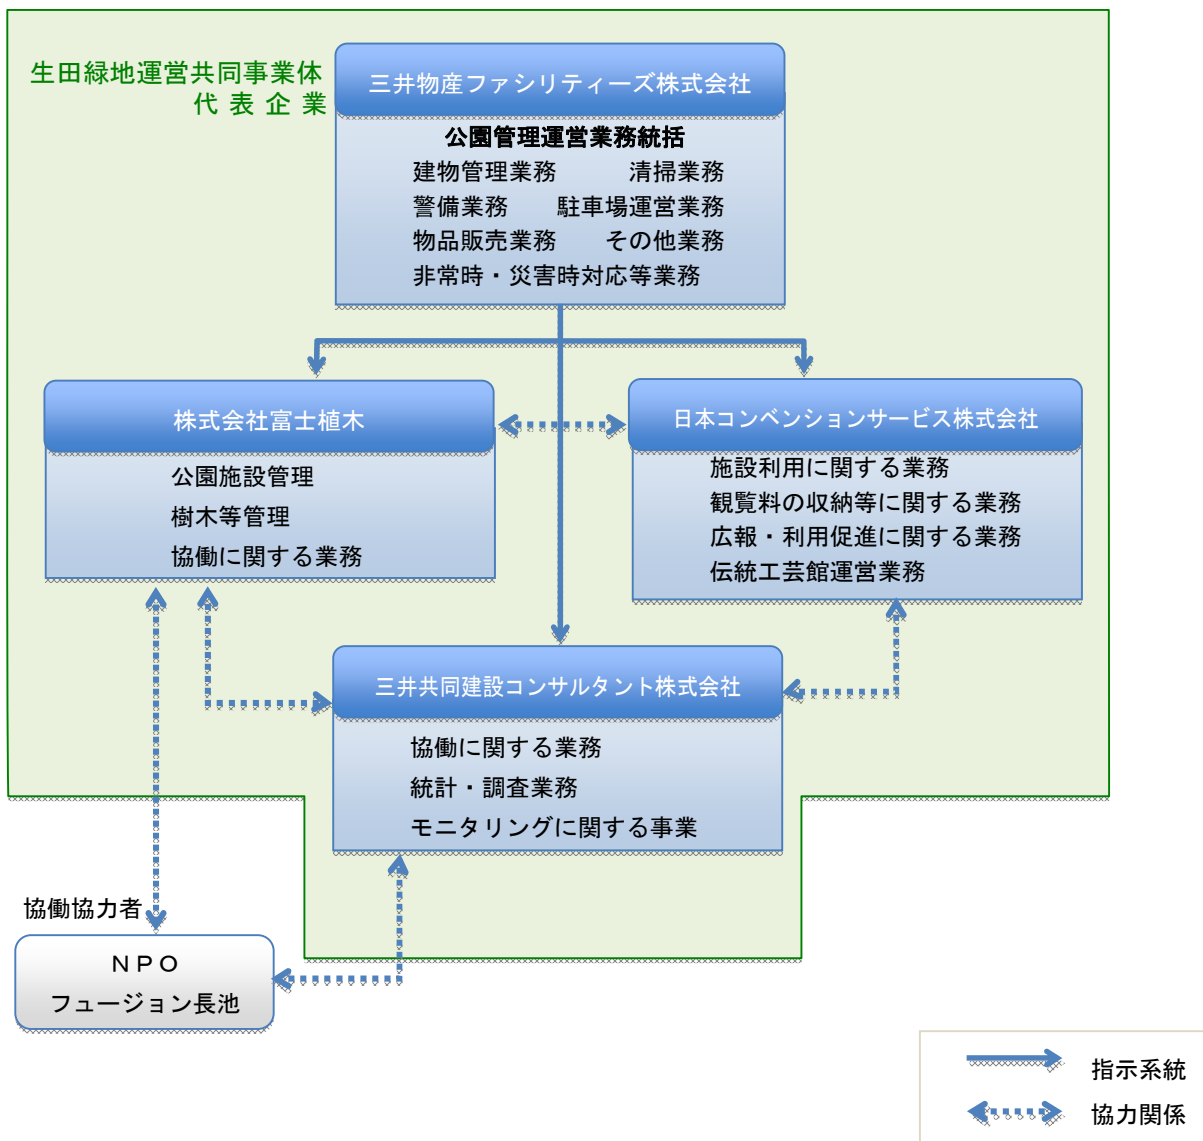 生田緑地運営共同事業体
代表企業
三井物産ファシリティーズ株式会社
公園管理運営業務統括
建物管理業務 清掃業務
警備業務 駐車場運営業務
物品販売業務 その他業務
非常時・災害時対応等業務
株式会社富士植木
公園施設管理
樹木等管理
協働に関する業務
日本コンベンションサービス株式会社
施設利用に関する業務
観覧料の収納等に関する業務
広報・利用促進に関する業務
伝統工芸館運営業務
三井共同建設コンサルタント株式会社
協働に関する業務
統計・調査業務
モニタリングに関する事業
協働協力者
ＮＰＯ
フュージョン長池
指示系統
協力関係